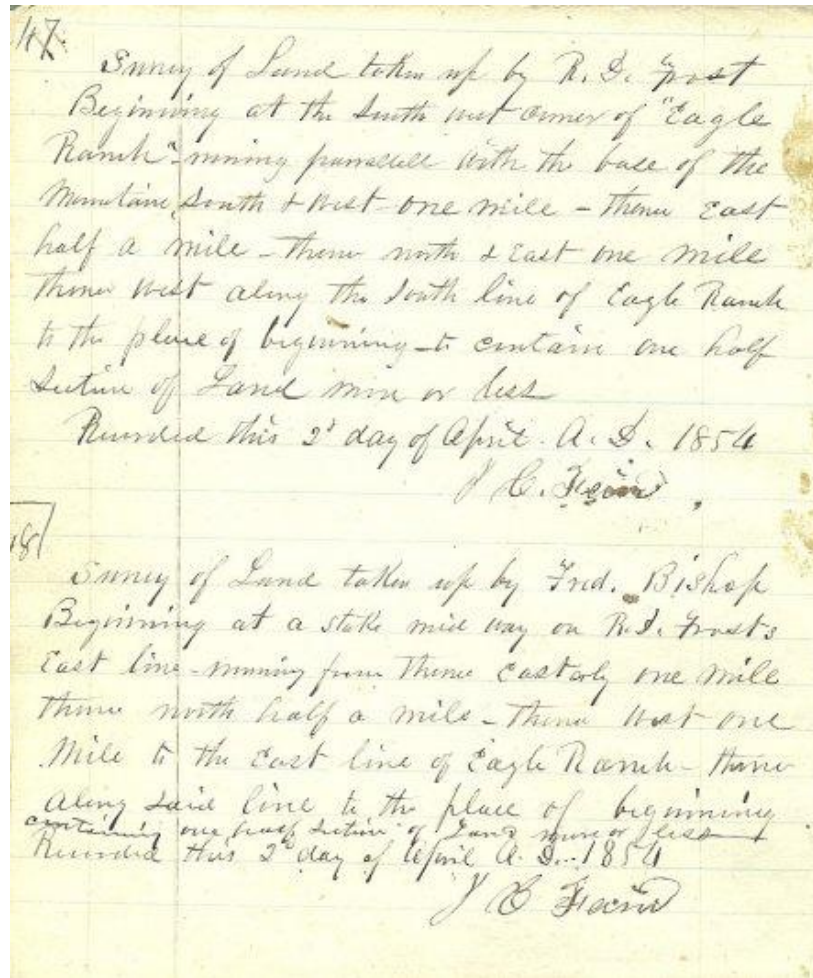 47
Survey of Land taken up by R. D. Frost
Beginning at the South west corner of "Eagle
Ranch" running parrallell with the base of the
Mountains, South & West one mile - thence East
half a mile - thence north & East one mile
thence west along the South line of Eagle Ranch
to the place of beginning - to contain one half
Section of Land more or less
Recorded this 2d day of April. A. D. 1854
J C.
18
Survey of Land taken up by Fred. Bishop
Beginning at a stake mid way on R. D. Frosts
East line - running from thence easterly one mile
thence north half a mile - thence West one
Mile to the East line of Eagle Ranch - thence
Along said line to the place of beginning
containing one half Section of Land more or less
Recorded this 2d day of April A. D. 1854
J C